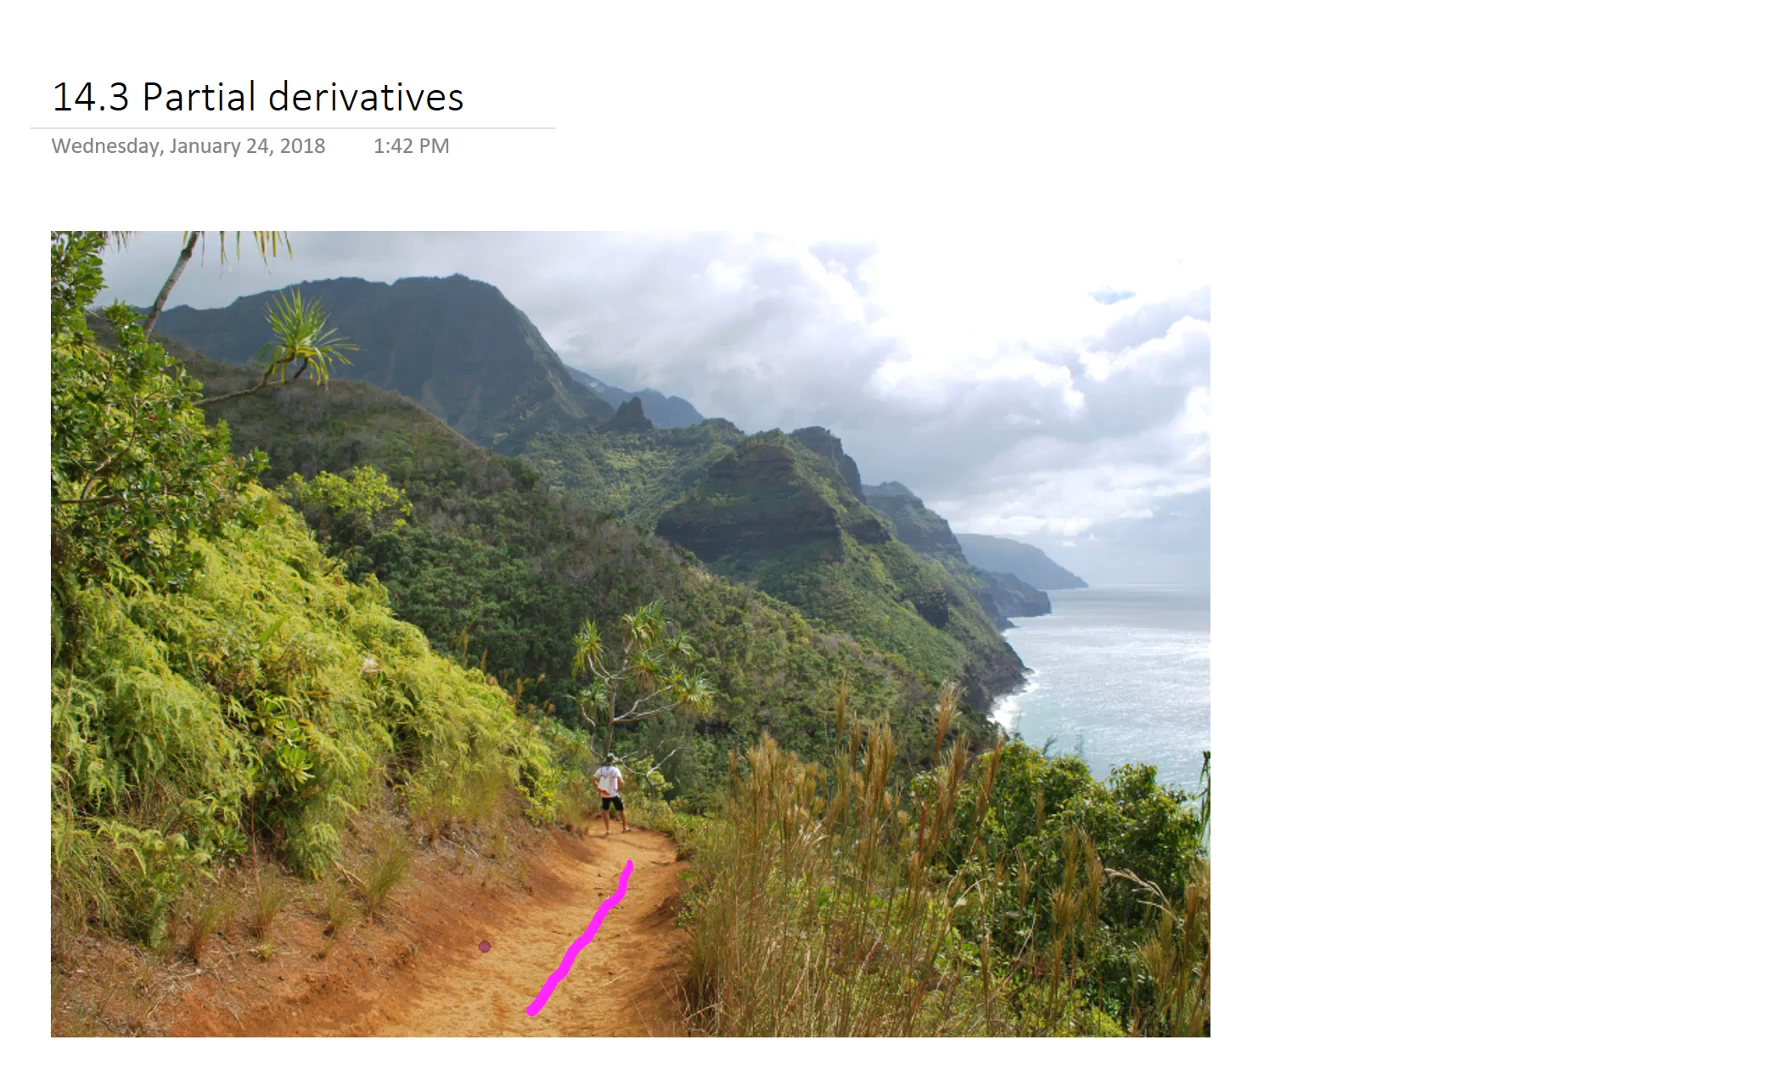 14.3 Partial derivatives
Wednesday, January 24, 2018 1:42 PM